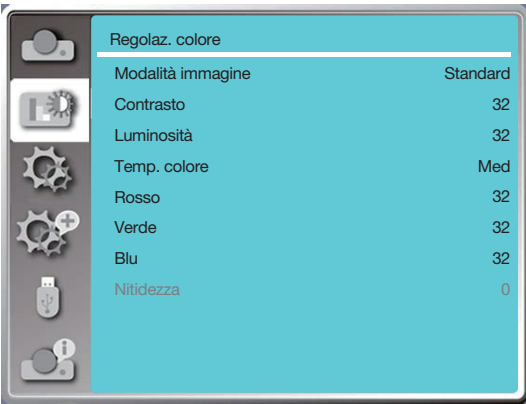 Regolaz. colore
Modalità immagine Standard
Contrasto 32
Luminosità 32
Temp. colore Med
Rosso 32
Verde 32
Blu 32
Nitidezza 0